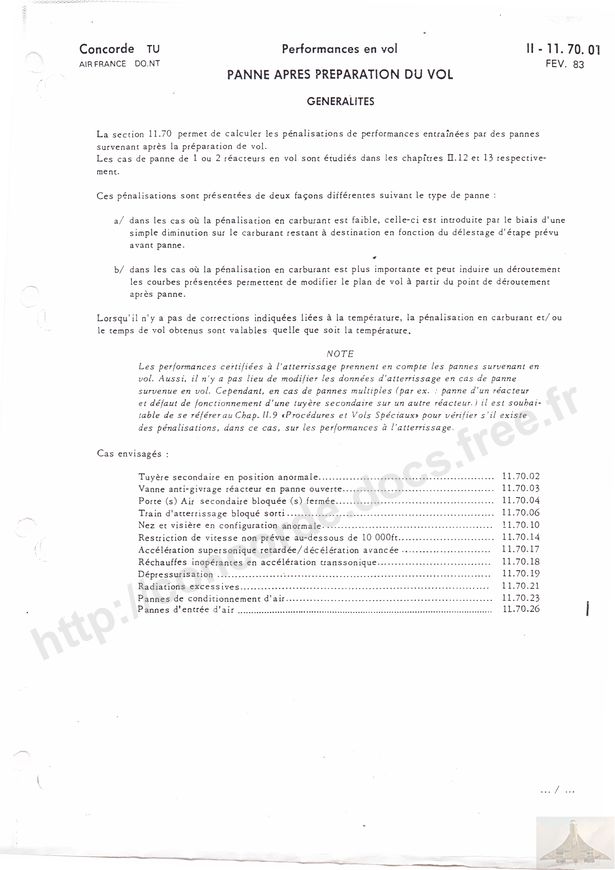 Concorde TU
Performances en vol
II - 11. 70. 01
AIR FRANCE DO.NT
FEV. 83
PANNE APRES PREPARATION DU VOL
GENERALITES
La section 11.70 permet de calculer les pénalisations de performances entraînées par des pannes
survenant après la préparation de vol.
Les cas de panne de 1 ou 2 réacteurs en vol sont étudiés dans les chapîtres II.12 et 13 respective-
ment.
Ces pénalisations sont présentées de deux façons différentes suivant le type de panne :
a/ dans les cas où la pénalisation en carburant est faible, celle-ci est introduite par le biais d'une
simple diminution sur le carburant restant à destination en fonction du délestage d'étape prévu
avant panne.
b/ dans les cas où la pénalisation en carburant est plus importante et peut induire un déroutement
les courbes présentées permettent de modifier le plan de vol à partir du point de déroutement
après panne.
Lorsqu'il n'y a pas de corrections indiquées liées à la température, la pénalisation en carburant et/ou
le temps de vol obtenus sont valables quelle que soit la température.
NOTE
Les performances certifiées à l'atterrissage prennent en compte les pannes survenant en
vol. Aussi, il n'y a pas lieu de modifier les données d'atterrissage en cas de panne
survenue en vol. Cependant, en cas de pannes multiples (par ex. : panne d'un réacteur
et défaut de fonctionnement d'une tuyère secondaire sur un autre réacteur.) il est souhai-
table de se référer au Chap. II.9 «Procédures et Vols Spéciaux» pour vérifier s'il existe
des pénalisations, dans ce cas, sur les performances à l'atterrissage.
Cas envisagés :
Tuyère secondaire en position anormale............................................... 11.70.02
Vanne anti-givrage réacteur en panne ouverte........................................ 11.70.03
Porte (s) Air secondaire bloquée (s) fermée.......................................... 11.70.04
Train d'atterrissage bloqué sorti ..................................................... 11.70.06
Nez et visière en configuration anormale............................................. 11.70.10
Restriction de vitesse non prévue au-dessous de 10 000ft......................... 11.70.14
Accélération supersonique retardée/décélération avancée ........................ 11.70.17
Réchauffes inopérantes en accélération transsonique.............................. 11.70.18
Dépressurisation ......................................................................... 11.70.19
Radiations excessives................................................................... 11.70.21
Pannes de conditionnement d'air....................................................... 11.70.23
Pannes d'entrée d'air .................................................................... 11.70.26
http://concorde.docs.free.fr
... / ...